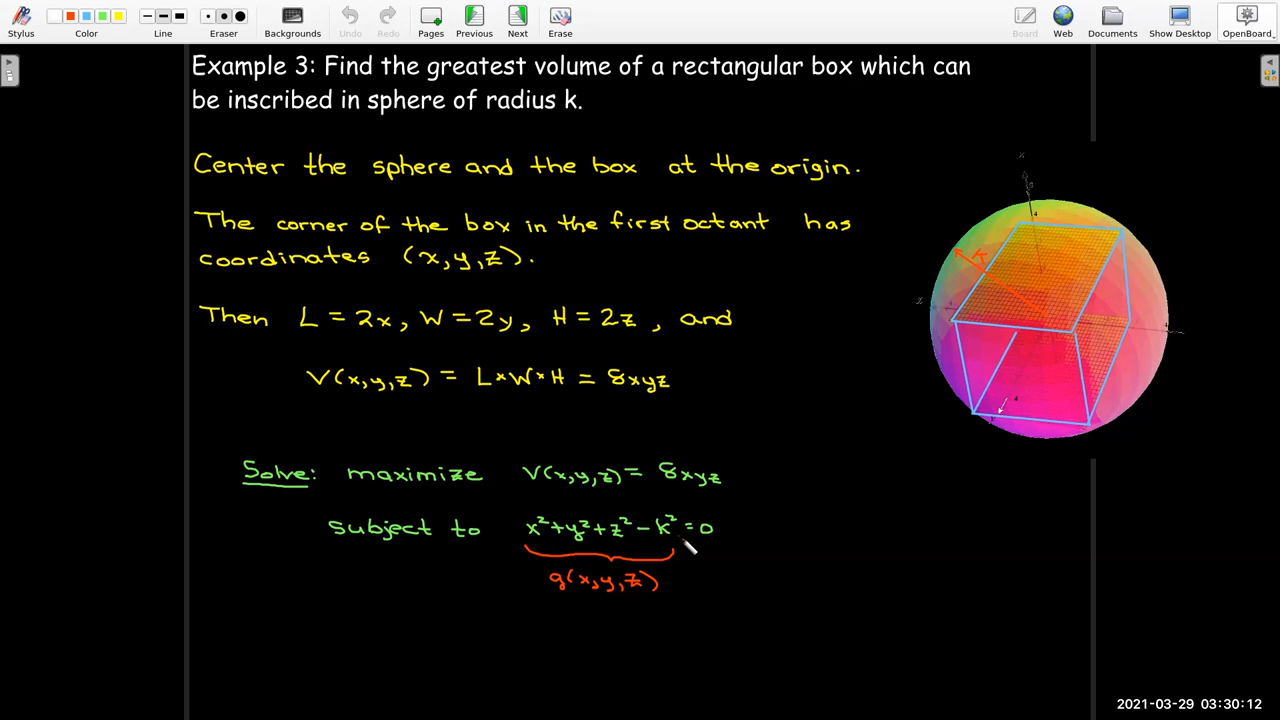 Stylus Color Line Eraser Backgrounds Undo Redo Pages Previous Next Erase Board Web Documents Show Desktop OpenBoard
Example 3: Find the greatest volume of a rectangular box which can
be inscribed in sphere of radius k.
Center the sphere and the box at the origin.
The corner of the box in the first octant has
coordinates (x,y,z).
Then L = 2x, W = 2y, H = 2z, and
V(x,y,z) = L*W*H = 8xyz
Solve: maximize V(x,y,z) = 8xyz
subject to x²+y²+z²-k²=0
g(x,y,z)
2021-03-29 03:30:12